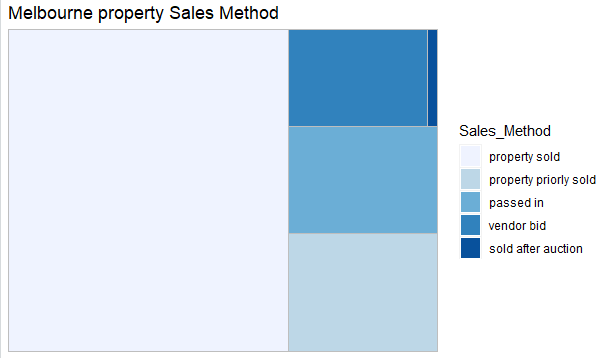 Melbourne property Sales Method
Sales_Method
property sold
property priorly sold
passed in
vendor bid
sold after auction